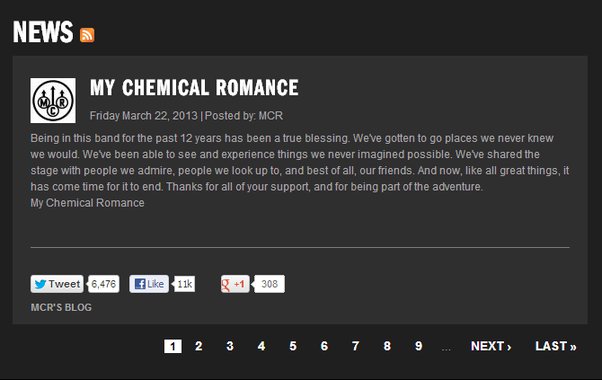 NEWS
MY CHEMICAL ROMANCE
MCR
Friday March 22, 2013 | Posted by: MCR
Being in this band for the past 12 years has been a true blessing. We've gotten to go places we never knew
we would. We've been able to see and experience things we never imagined possible. We've shared the
stage with people we admire, people we look up to, and best of all, our friends. And now, like all great things, it
has come time for it to end. Thanks for all of your support, and for being part of the adventure.
My Chemical Romance
Tweet 6,476 Like 11k +1 308
MCR'S BLOG
1 2 3 4 5 6 7 8 9 ... NEXT › LAST »